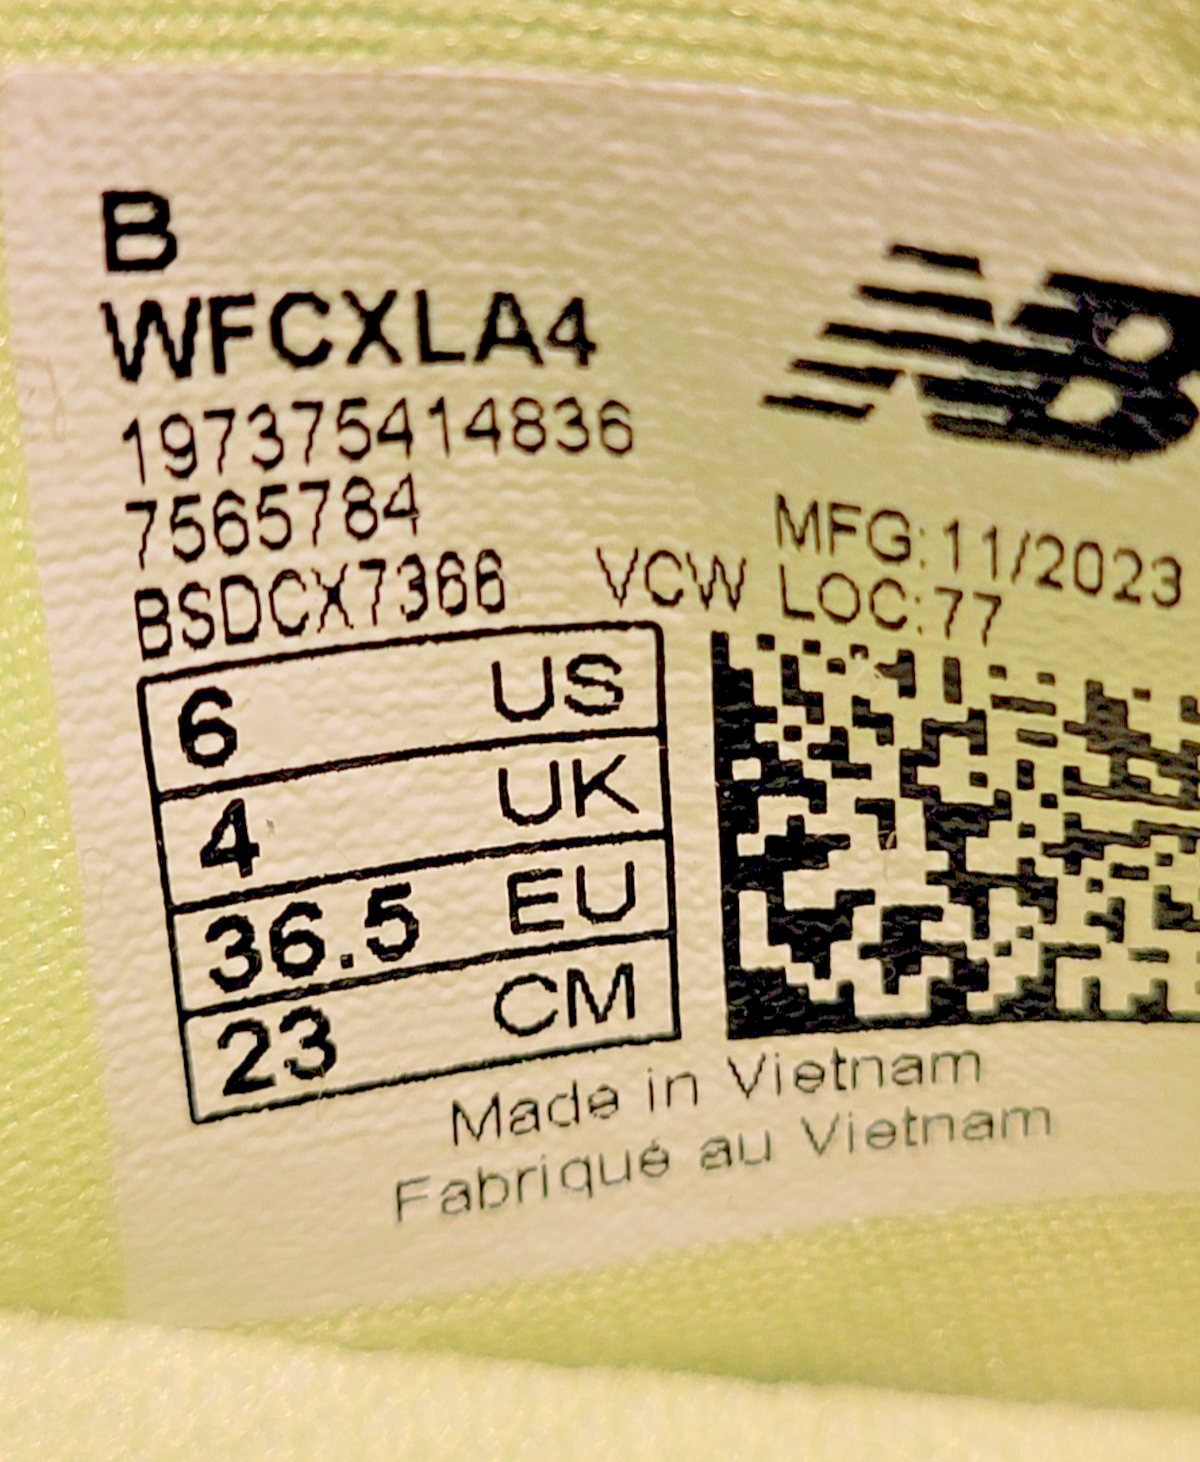 B
WFCXLA4
197375414836
7565784
BSDCX7366 VCW
NB
MFG:11/2023
LOC:77
6 US
4 UK
36.5 EU
23 CM
Made in Vietnam
Fabriqué au Vietnam